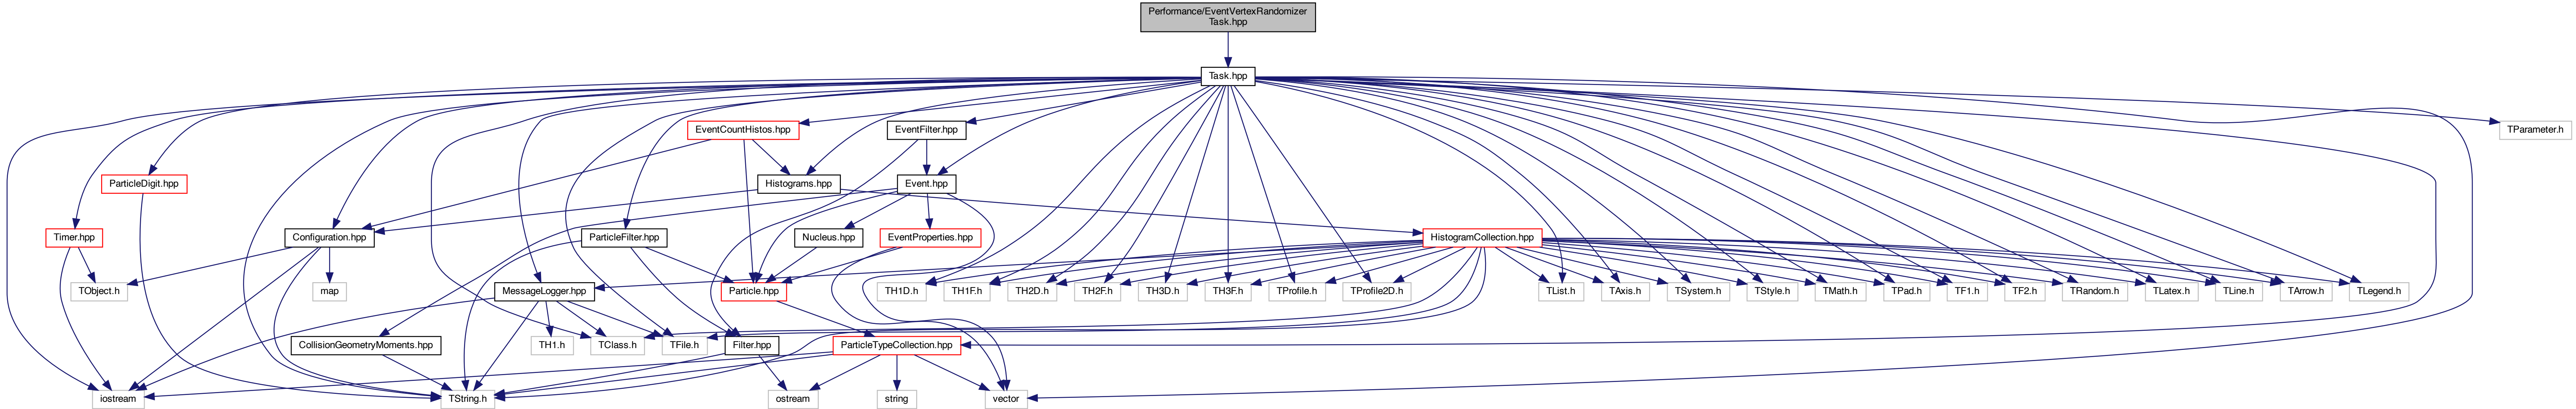 Performance/EventVertexRandomizer
Task.hpp
Task.hpp
EventCountHistos.hpp
EventFilter.hpp
TParameter.h
ParticleDigit.hpp
Histograms.hpp
Event.hpp
Timer.hpp
Configuration.hpp
ParticleFilter.hpp
Nucleus.hpp
EventProperties.hpp
HistogramCollection.hpp
TObject.h
map
MessageLogger.hpp
Particle.hpp
TH1D.h
TH1F.h
TH2D.h
TH2F.h
TH3D.h
TH3F.h
TProfile.h
TProfile2D.h
TList.h
TAxis.h
TSystem.h
TStyle.h
TMath.h
TPad.h
TF1.h
TF2.h
TRandom.h
TLatex.h
TLine.h
TArrow.h
TLegend.h
CollisionGeometryMoments.hpp
TH1.h
TClass.h
TFile.h
Filter.hpp
ParticleTypeCollection.hpp
iostream
TString.h
ostream
string
vector